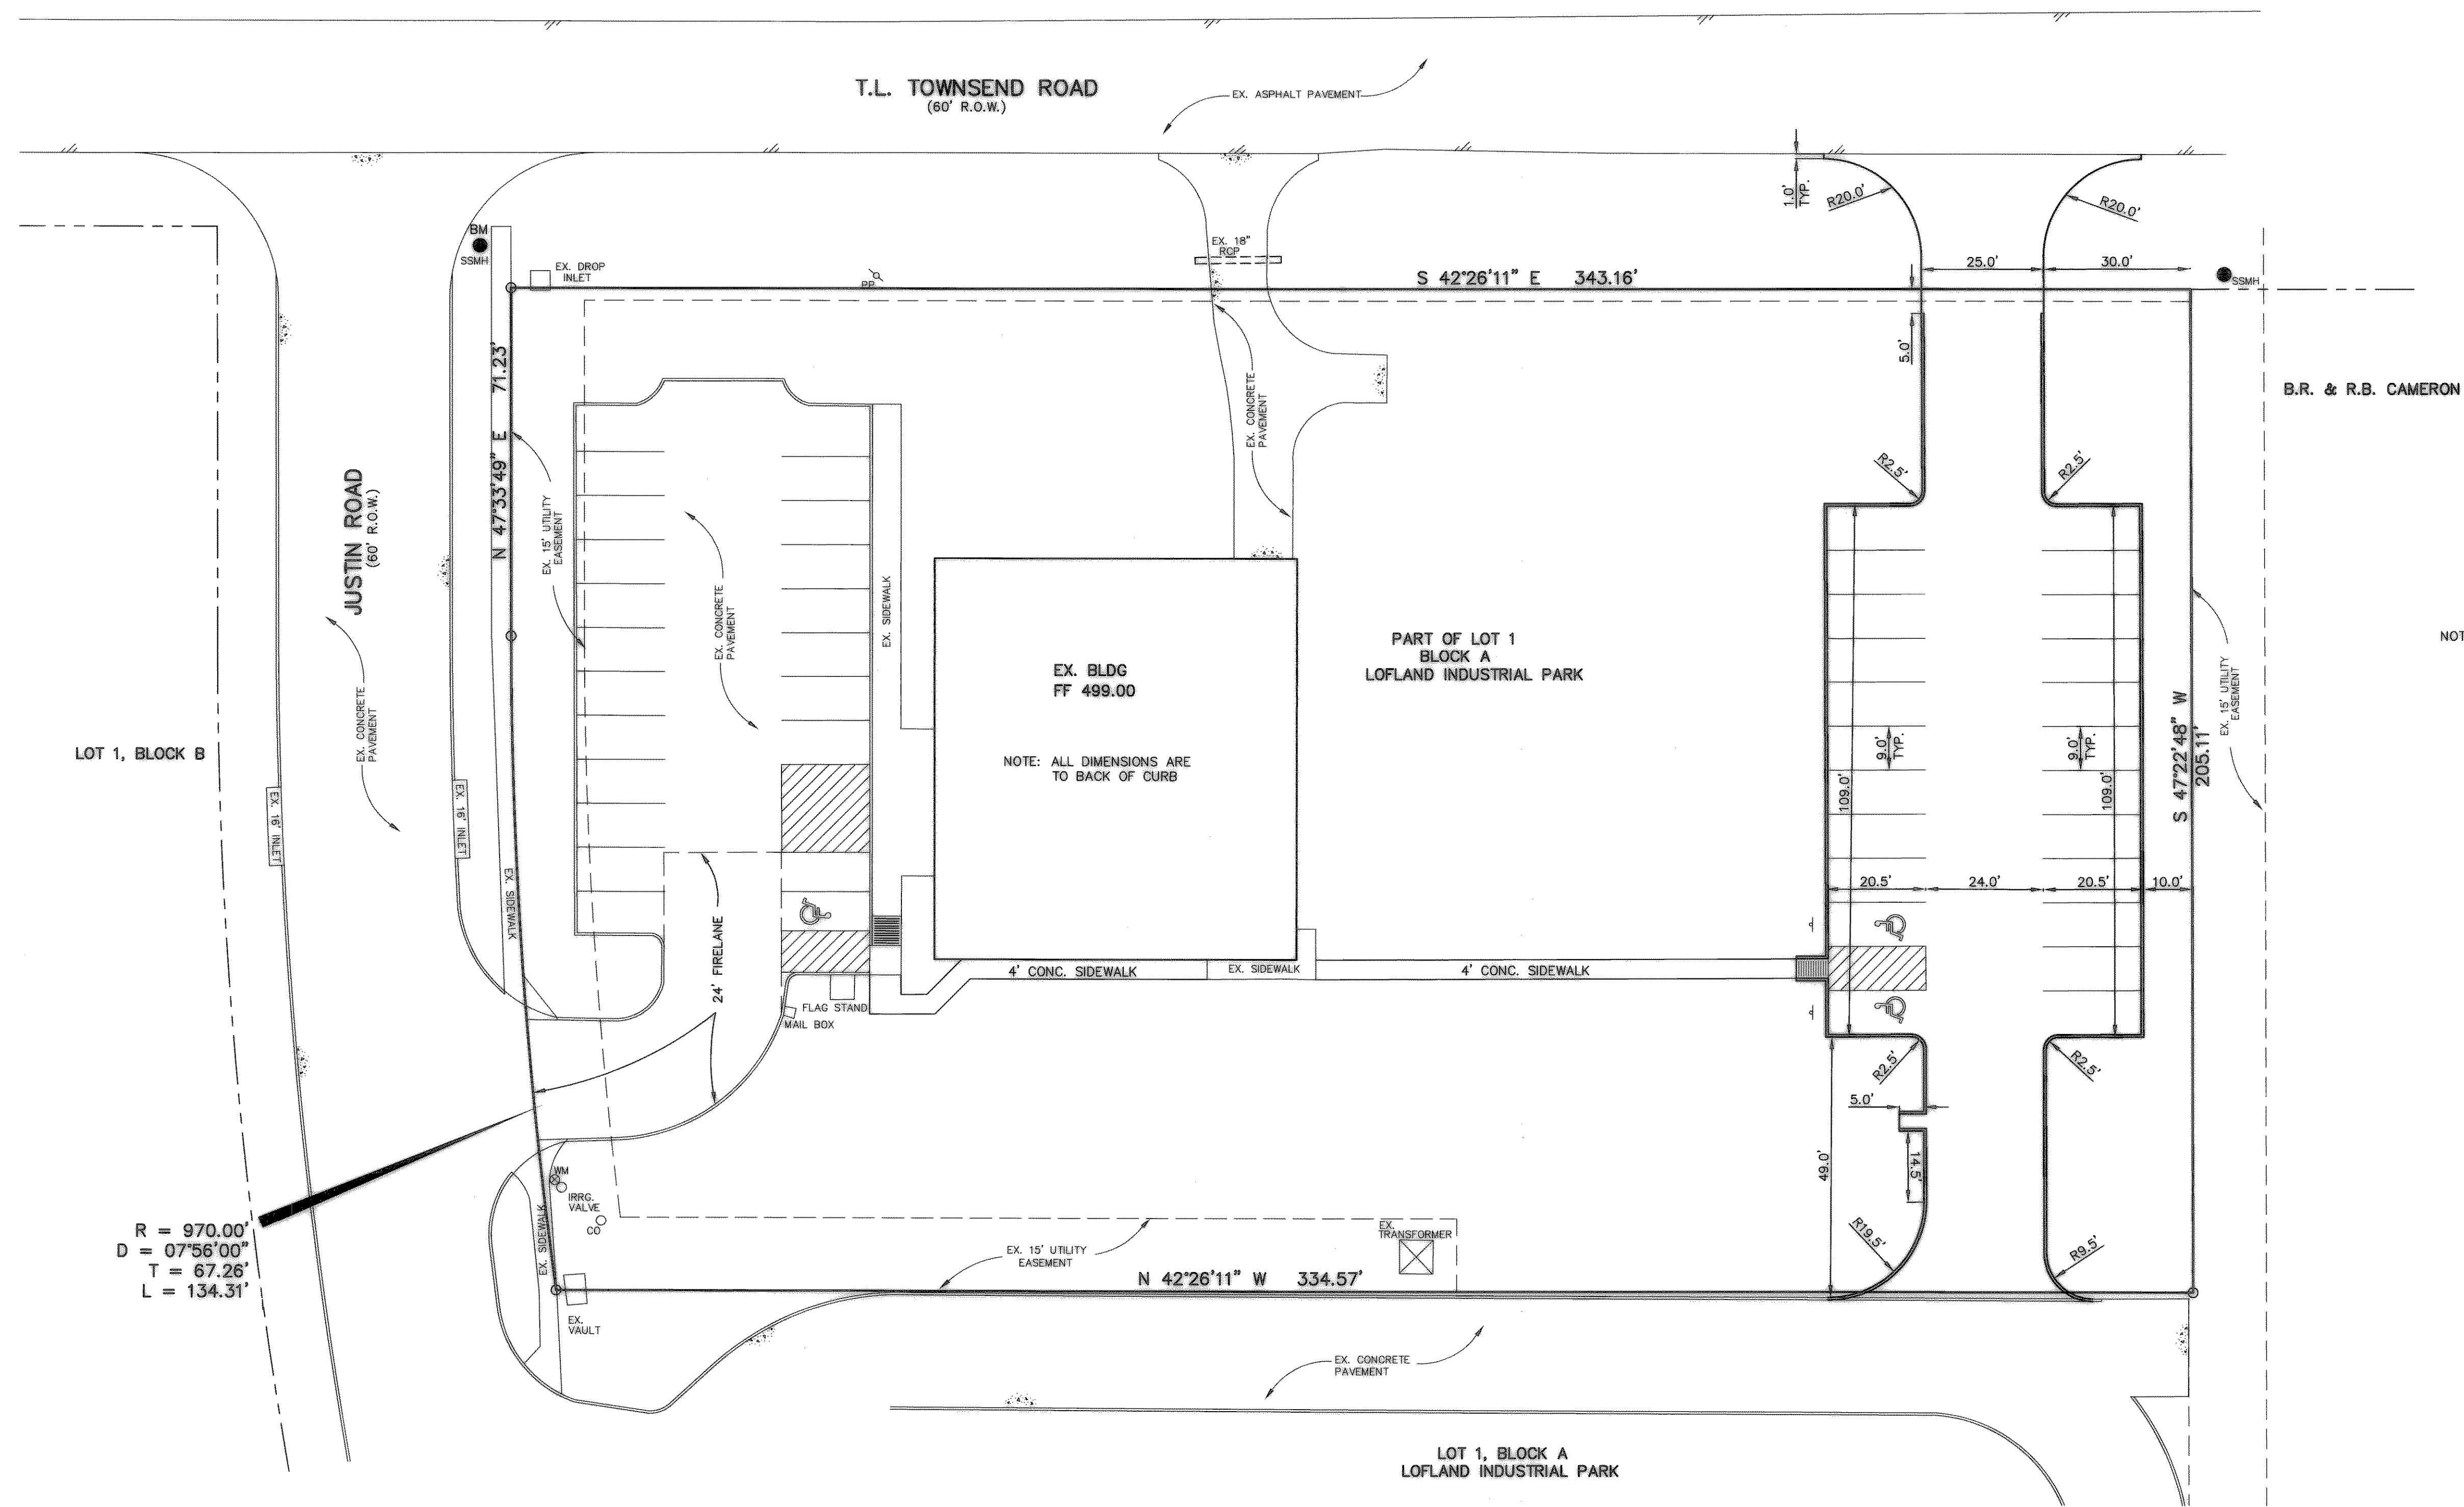 T.L. TOWNSEND ROAD
(60' R.O.W.)
EX. ASPHALT PAVEMENT
1.0'
TYP.
R20.0'
R20.0'
BM
SSMH
EX. DROP
INLET
PP
EX. 18"
RCP
S 42°26'11" E 343.16'
25.0'
30.0'
SSMH
5.0'
N 47°33'49" E 71.23'
B.R. & R.B. CAMERON
EX. CONCRETE
PAVEMENT
R2.5'
R2.5'
JUSTIN ROAD
(60' R.O.W.)
EX. 15' UTILITY
EASEMENT
EX. CONCRETE
PAVEMENT
EX. SIDEWALK
PART OF LOT 1
BLOCK A
LOFLAND INDUSTRIAL PARK
NOT
EX. BLDG
FF 499.00
EX. CONCRETE
PAVEMENT
LOT 1, BLOCK B
NOTE: ALL DIMENSIONS ARE
TO BACK OF CURB
9.0'
TYP.
9.0'
TYP.
109.0'
109.0'
S 47°22'48" W
205.11'
EX. 15' UTILITY
EASEMENT
EX. 16' INLET
EX. 16' INLET
EX. SIDEWALK
20.5'
24.0'
20.5'
10.0'
24' FIRELANE
4' CONC. SIDEWALK
EX. SIDEWALK
4' CONC. SIDEWALK
FLAG STAND
MAIL BOX
R2.5'
R2.5'
5.0'
49.0'
14.5'
WM
IRRG.
VALVE
CO
EX. SIDEWALK
R = 970.00'
D = 07°56'00"
T = 67.26'
L = 134.31'
EX.
TRANSFORMER
R19.5'
R9.5'
EX. 15' UTILITY
EASEMENT
N 42°26'11" W 334.57'
EX.
VAULT
EX. CONCRETE
PAVEMENT
LOT 1, BLOCK A
LOFLAND INDUSTRIAL PARK